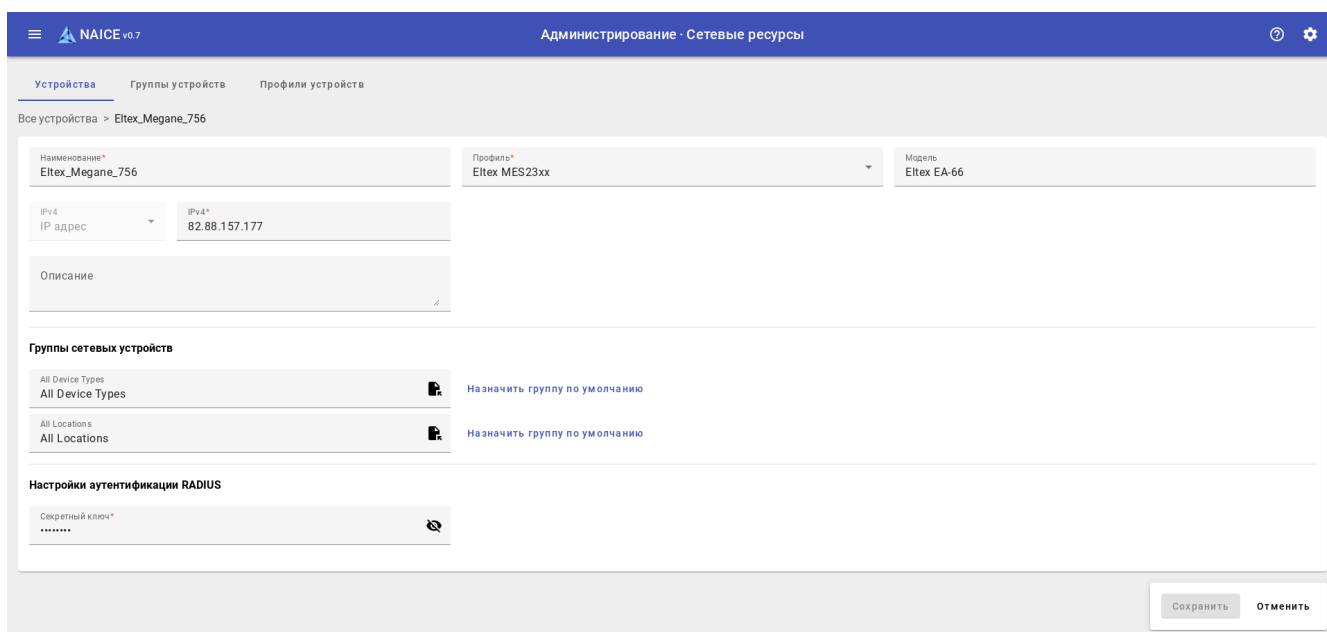 NAICE v0.7
Администрирование · Сетевые ресурсы
Устройства Группы устройств Профили устройств
Все устройства > Eltex_Megane_756
Наименование* Профиль* Модель
Eltex_Megane_756 Eltex MES23xx Eltex EA-66
IPv4 IPv4*
IP адрес 82.88.157.177
Описание
Группы сетевых устройств
All Device Types
All Device Types Назначить группу по умолчанию
All Locations
All Locations Назначить группу по умолчанию
Настройки аутентификации RADIUS
Секретный ключ*
••••••••
Сохранить Отменить